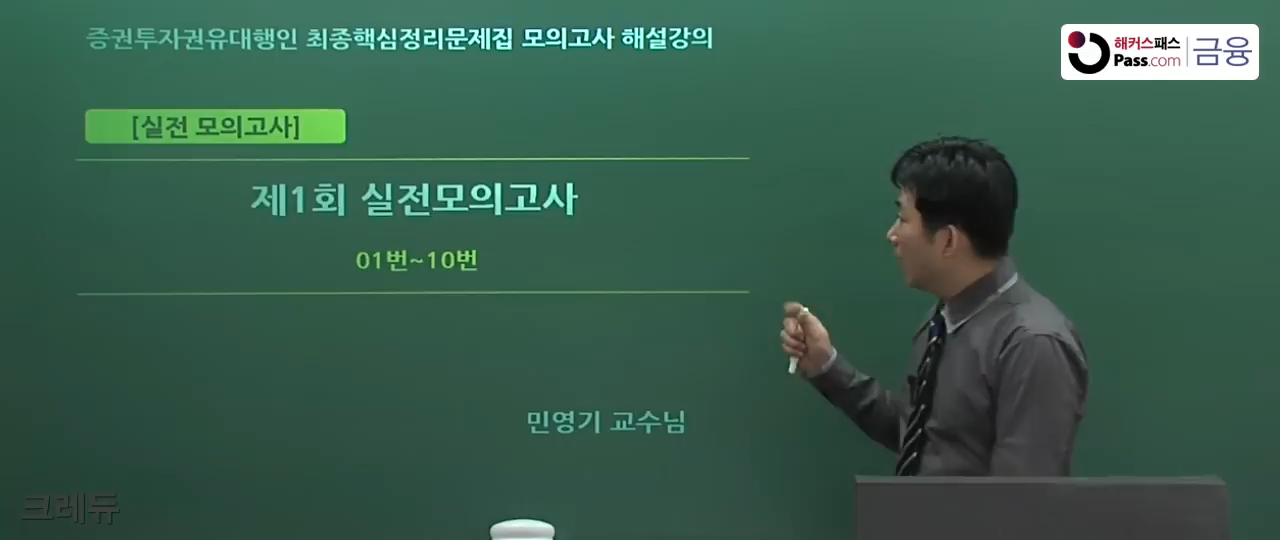 증권투자권유대행인 최종핵심정리문제집 모의고사 해설강의
해커스패스
Pass.com
금융
[실전 모의고사]
제1회 실전모의고사
01번~10번
민영기 교수님
크레듀